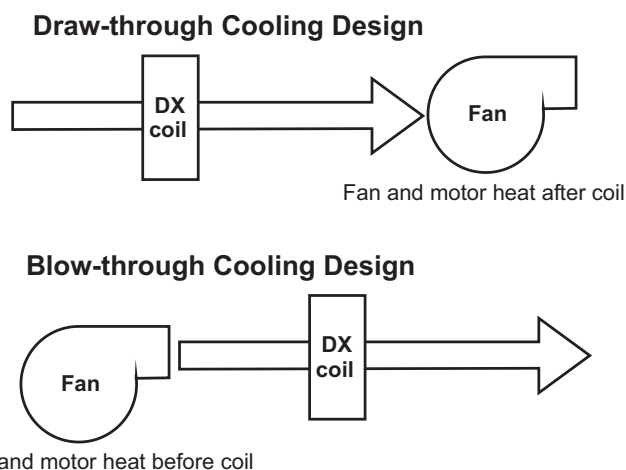 Draw-through Cooling Design
DX
coil
Fan
Fan and motor heat after coil
Blow-through Cooling Design
Fan
DX
coil
and motor heat before coil